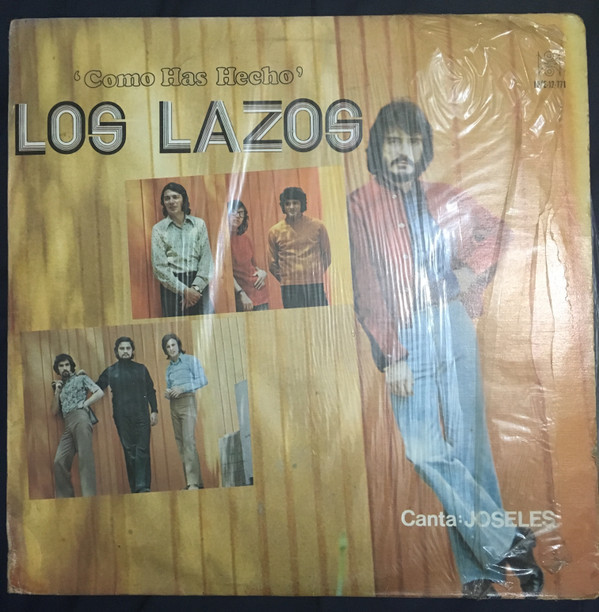 'Como Has Hecho'
LOS LAZOS
Canta: JOSELES